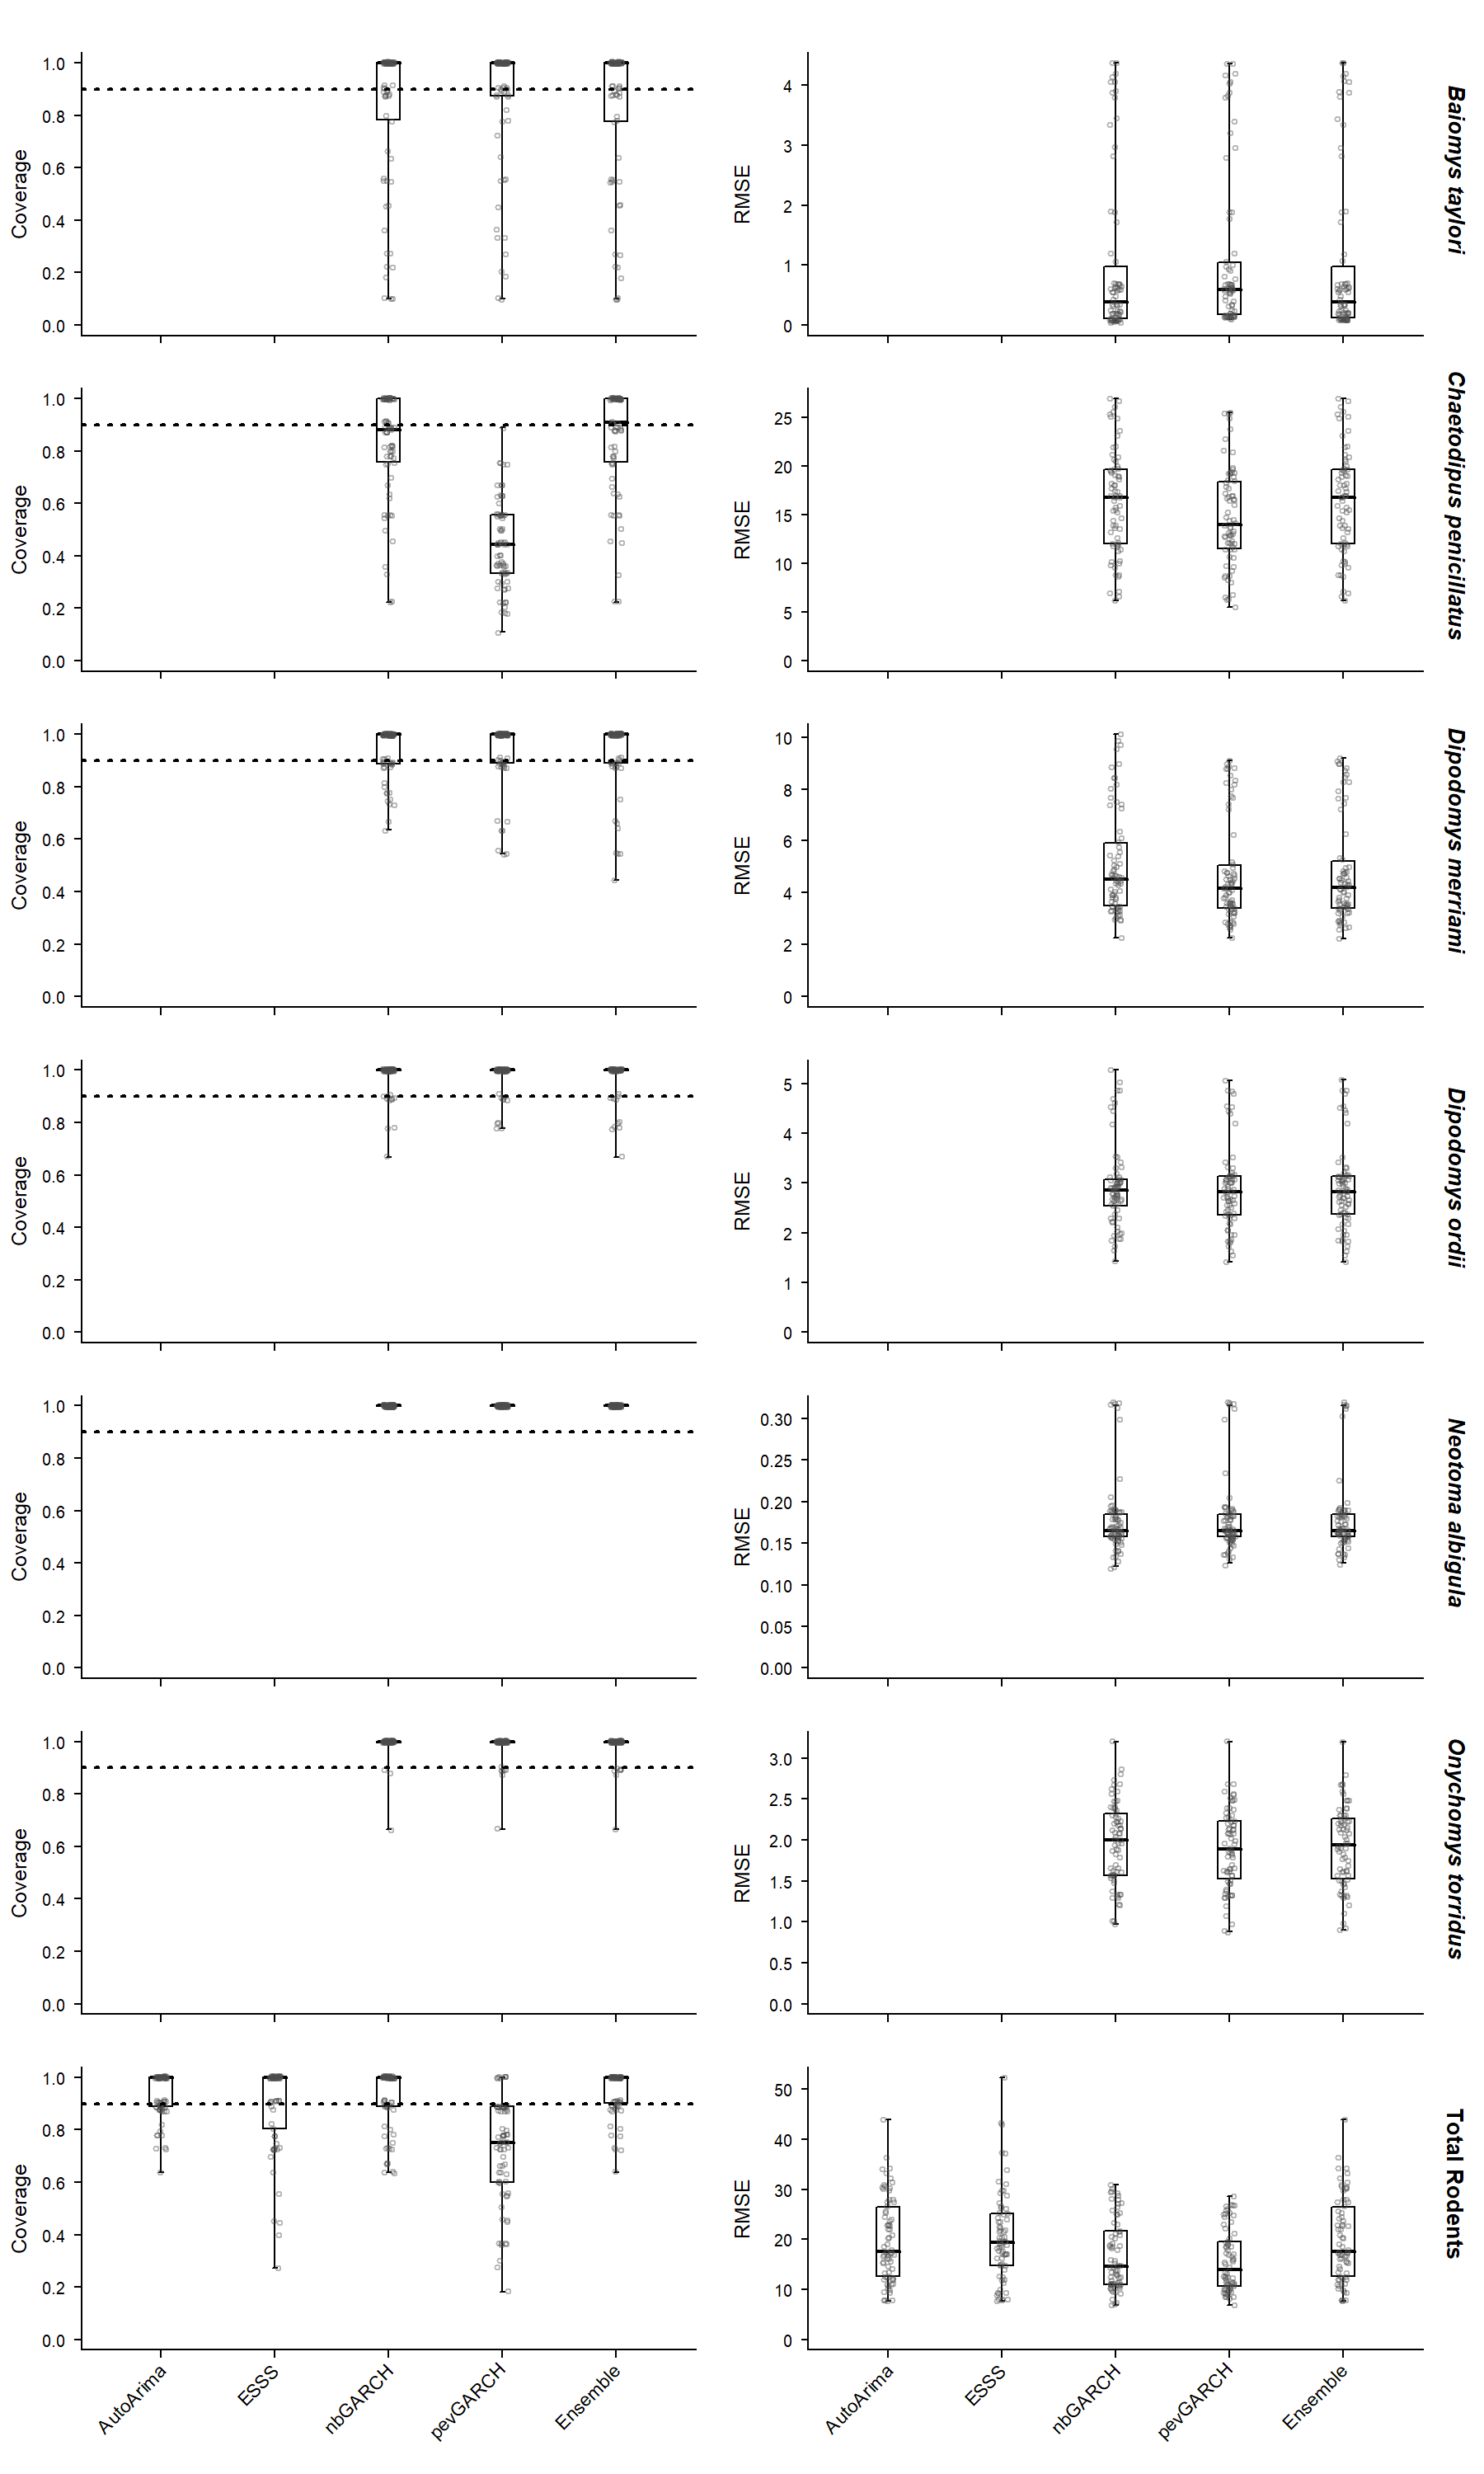 1.0
0.8
0.6
0.4
0.2
0.0
Coverage
4
3
2
1
0
RMSE
Baiomys taylori
1.0
0.8
0.6
0.4
0.2
0.0
Coverage
25
20
15
10
5
0
RMSE
Chaetodipus penicillatus
1.0
0.8
0.6
0.4
0.2
0.0
Coverage
10
8
6
4
2
0
RMSE
Dipodomys merriami
1.0
0.8
0.6
0.4
0.2
0.0
Coverage
5
4
3
2
1
0
RMSE
Dipodomys ordii
1.0
0.8
0.6
0.4
0.2
0.0
Coverage
0.30
0.25
0.20
0.15
0.10
0.05
0.00
RMSE
Neotoma albigula
1.0
0.8
0.6
0.4
0.2
0.0
Coverage
3.0
2.5
2.0
1.5
1.0
0.5
0.0
RMSE
Onychomys torridus
1.0
0.8
0.6
0.4
0.2
0.0
Coverage
50
40
30
20
10
0
RMSE
Total Rodents
AutoArima
ESSS
nbGARCH
pevGARCH
Ensemble
AutoArima
ESSS
nbGARCH
pevGARCH
Ensemble